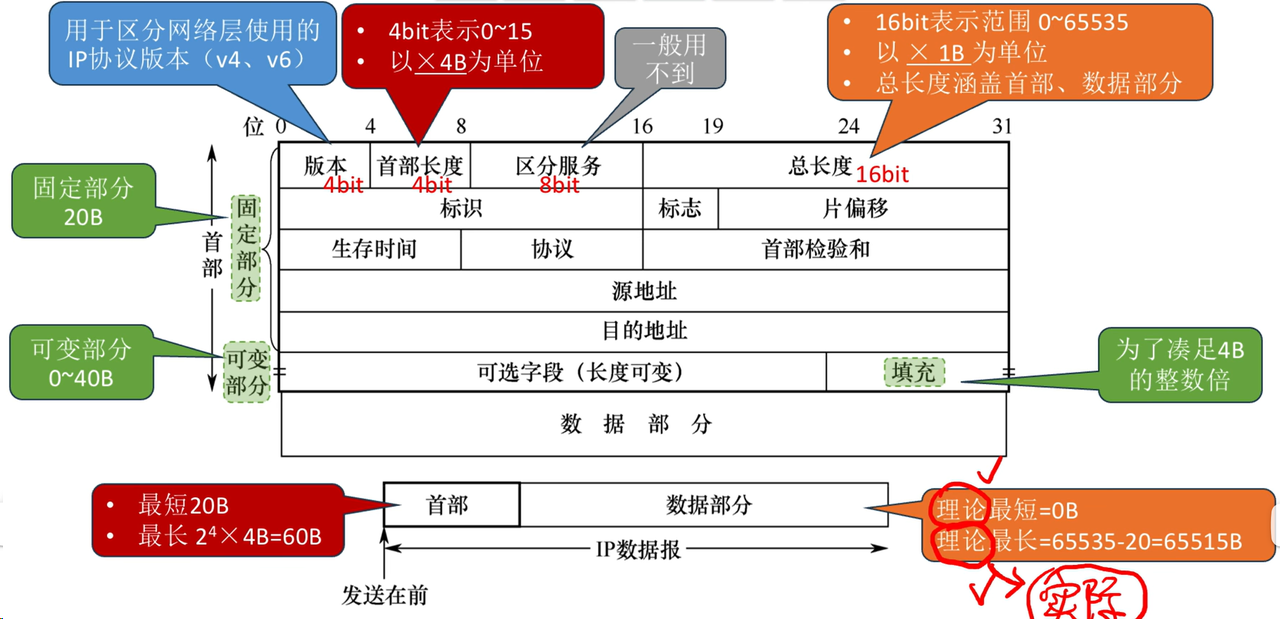 用于区分网络层使用的
IP协议版本（v4、v6）
• 4bit表示0~15
• 以×4B为单位
一般用
不到
• 16bit表示范围 0~65535
• 以 × 1B 为单位
• 总长度涵盖首部、数据部分
位 0 4 8 16 19 24 31
版本 首部长度 区分服务 总长度
4bit 4bit 8bit 16bit
固定部分
20B
标识 标志 片偏移
首部
固定部分
生存时间 协议 首部检验和
源地址
目的地址
可变部分
0~40B
可变
部分
可选字段（长度可变） 填充
为了凑足4B
的整数倍
数 据 部 分
• 最短20B
• 最长 2⁴×4B=60B
首部 数据部分
理论最短=0B
理论最长=65535-20=65515B
IP数据报
发送在前
实际